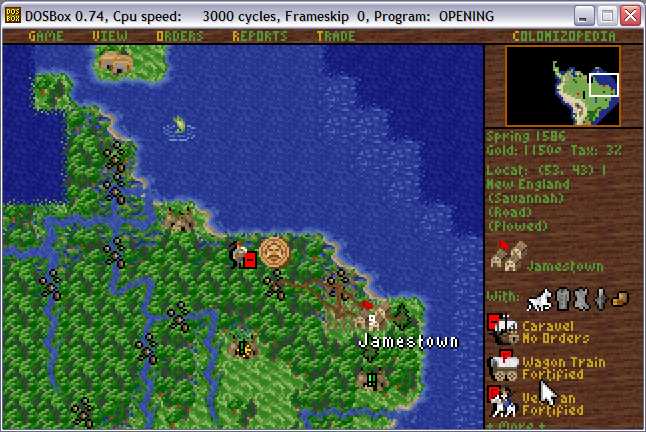 DOSBox 0.74, Cpu speed: 3000 cycles, Frameskip 0, Program: OPENING
GAME VIEW ORDERS REPORTS TRADE COLONIZOPEDIA
Spring 1586
Gold: 1150¢ Tax: 3%
Locat: (53, 43) 1
New England
(Savannah)
(Road)
(Plowed)
Jamestown
With:
Caravel
No Orders
Wagon Train
Fortified
Fortified
+ More +
Jamestown